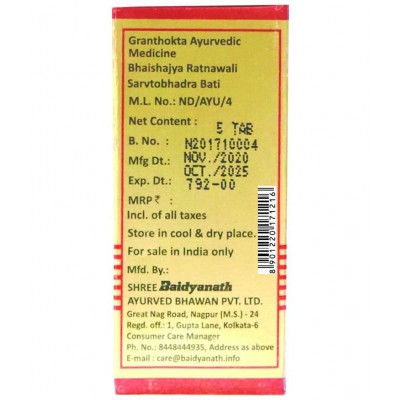 Granthokta Ayurvedic
Medicine
Bhaishajya Ratnawali
Sarvtobhadra Bati
M.L. No.: ND/AYU/4
Net Content : 5 TAB
B. No. : N201710004
Mfg Dt.: NOV./2020
Exp. Dt.: OCT./2025
MRP ₹ : 792-00
Incl. of all taxes
Store in cool & dry place.
For sale in India only
Mfd. By.:
SHREE Baidyanath
AYURVED BHAWAN PVT. LTD.
Great Nag Road, Nagpur (M.S.) - 24
Regd. off.: 1, Gupta Lane, Kolkata-6
Consumer Care Manager
Ph. No.: 8448444935, Address as above
E-mail : care@baidyanath.info
8901220171216